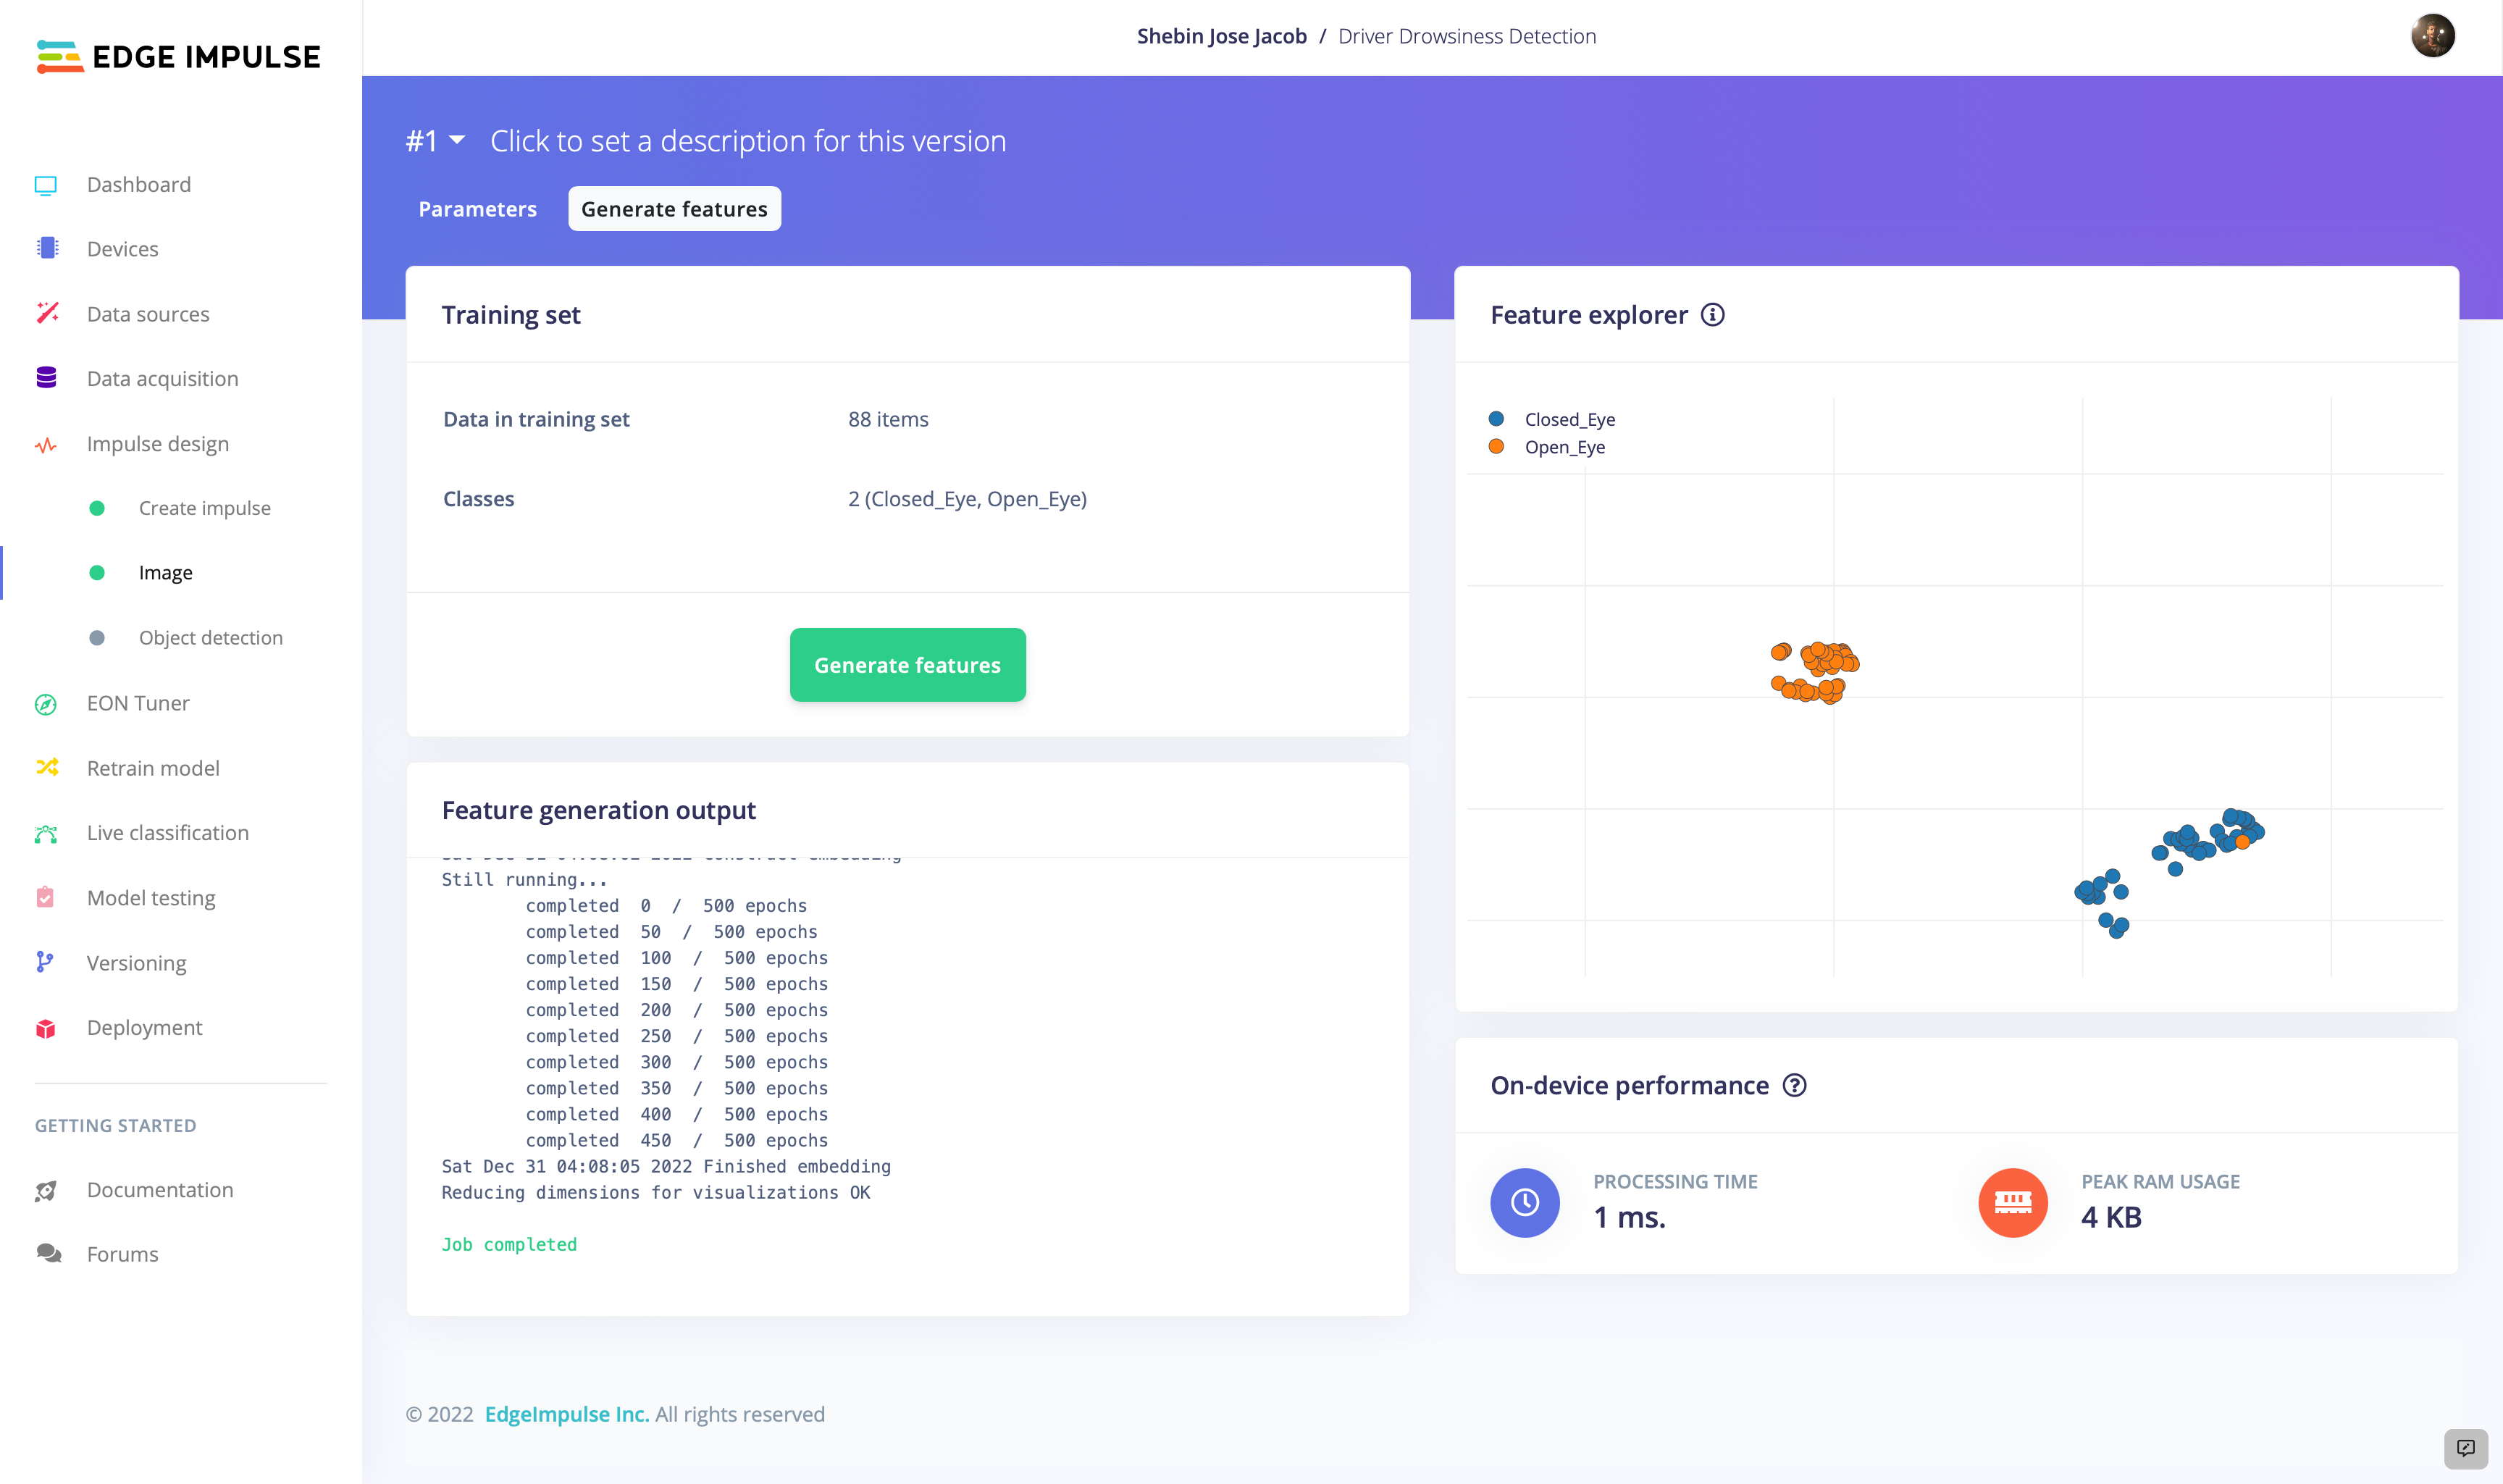 EDGE IMPULSE
Shebin Jose Jacob / Driver Drowsiness Detection
Dashboard
Devices
Data sources
Data acquisition
Impulse design
Create impulse
Image
Object detection
EON Tuner
Retrain model
Live classification
Model testing
Versioning
Deployment
GETTING STARTED
Documentation
Forums
#1 Click to set a description for this version
Parameters Generate features
Training set
Data in training set 88 items
Classes 2 (Closed_Eye, Open_Eye)
Generate features
Feature generation output
Still running...
completed 0 / 500 epochs
completed 50 / 500 epochs
completed 100 / 500 epochs
completed 150 / 500 epochs
completed 200 / 500 epochs
completed 250 / 500 epochs
completed 300 / 500 epochs
completed 350 / 500 epochs
completed 400 / 500 epochs
completed 450 / 500 epochs
Sat Dec 31 04:08:05 2022 Finished embedding
Reducing dimensions for visualizations OK
Job completed
Feature explorer
Closed_Eye
Open_Eye
On-device performance
PROCESSING TIME
1 ms.
PEAK RAM USAGE
4 KB
© 2022 EdgeImpulse Inc. All rights reserved